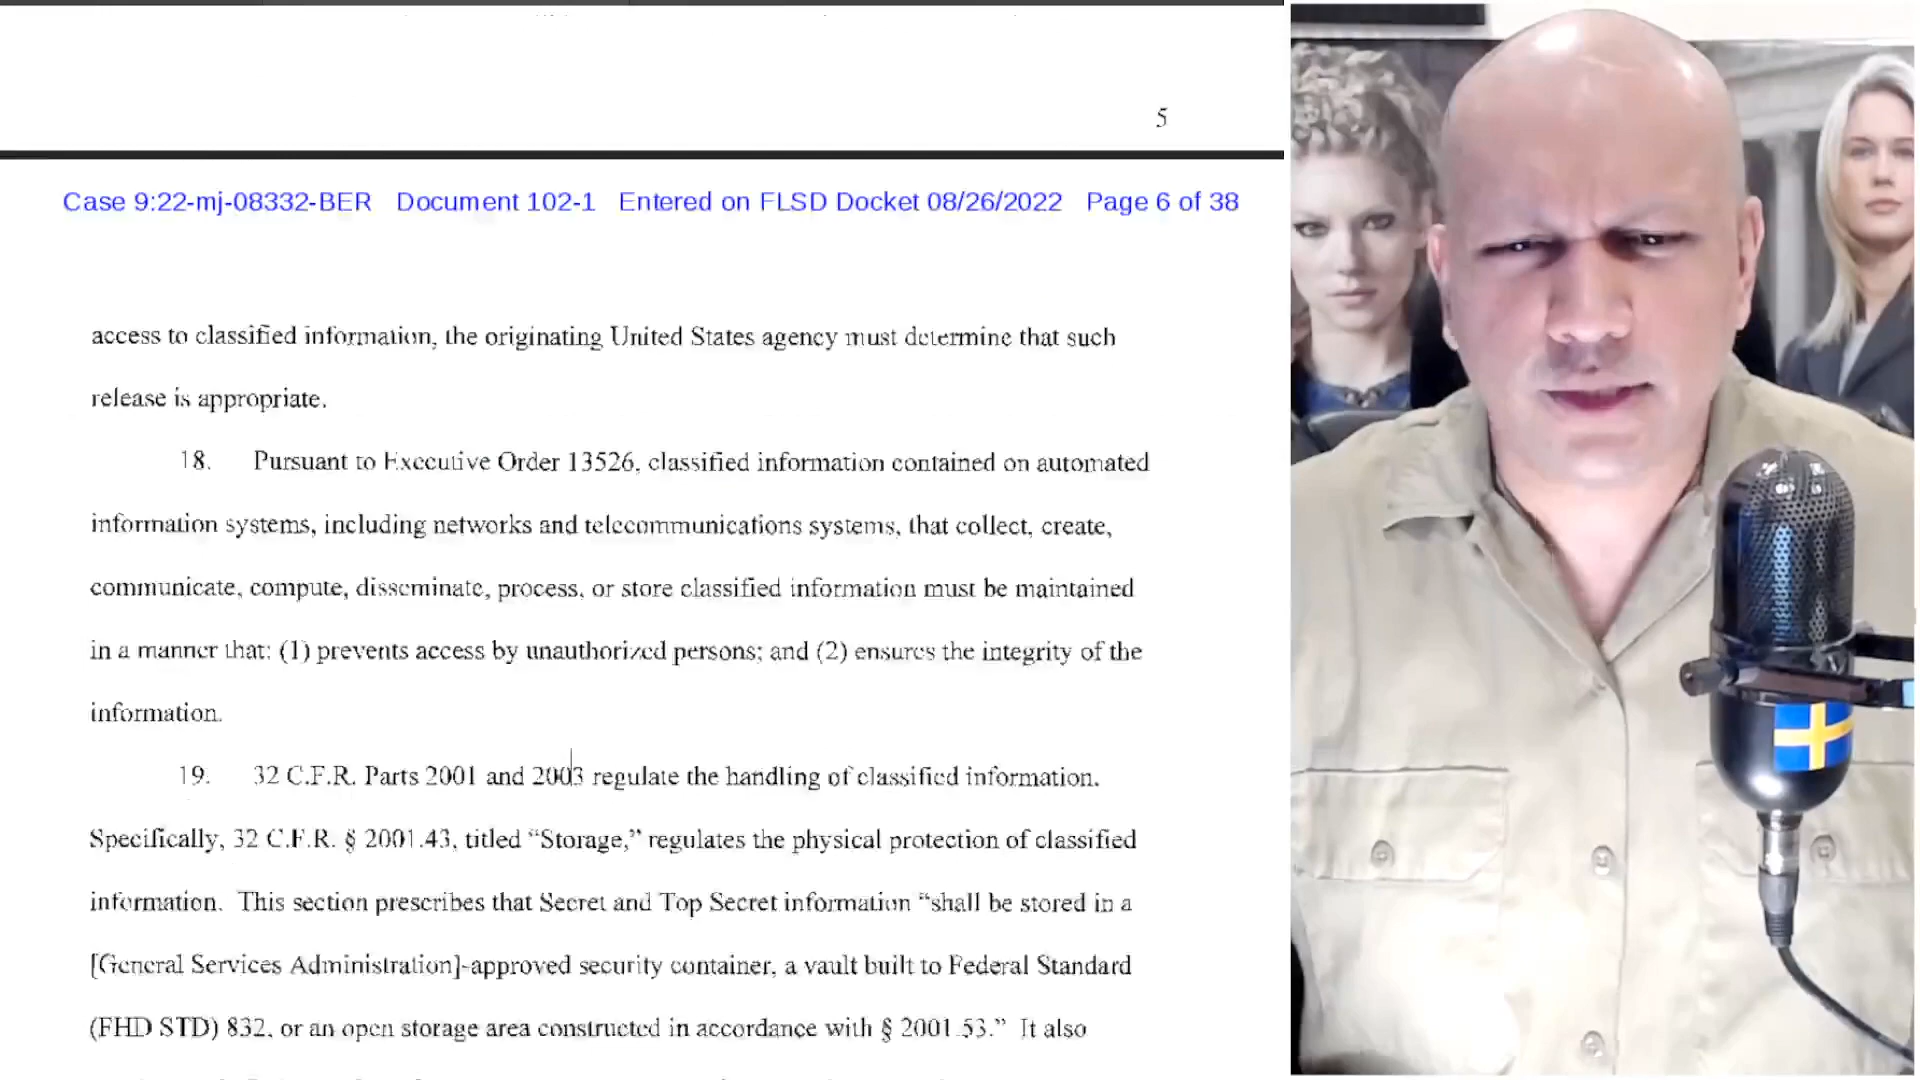 5
Case 9:22-mj-08332-BER Document 102-1 Entered on FLSD Docket 08/26/2022 Page 6 of 38
access to classified information, the originating United States agency must determine that such
release is appropriate.
18. Pursuant to Executive Order 13526, classified information contained on automated
information systems, including networks and telecommunications systems, that collect, create,
communicate, compute, disseminate, process, or store classified information must be maintained
in a manner that: (1) prevents access by unauthorized persons; and (2) ensures the integrity of the
information.
19. 32 C.F.R. Parts 2001 and 2003 regulate the handling of classified information.
Specifically, 32 C.F.R. § 2001.43, titled “Storage,” regulates the physical protection of classified
information. This section prescribes that Secret and Top Secret information “shall be stored in a
[General Services Administration]-approved security container, a vault built to Federal Standard
(FHD STD) 832, or an open storage area constructed in accordance with § 2001.53.” It also